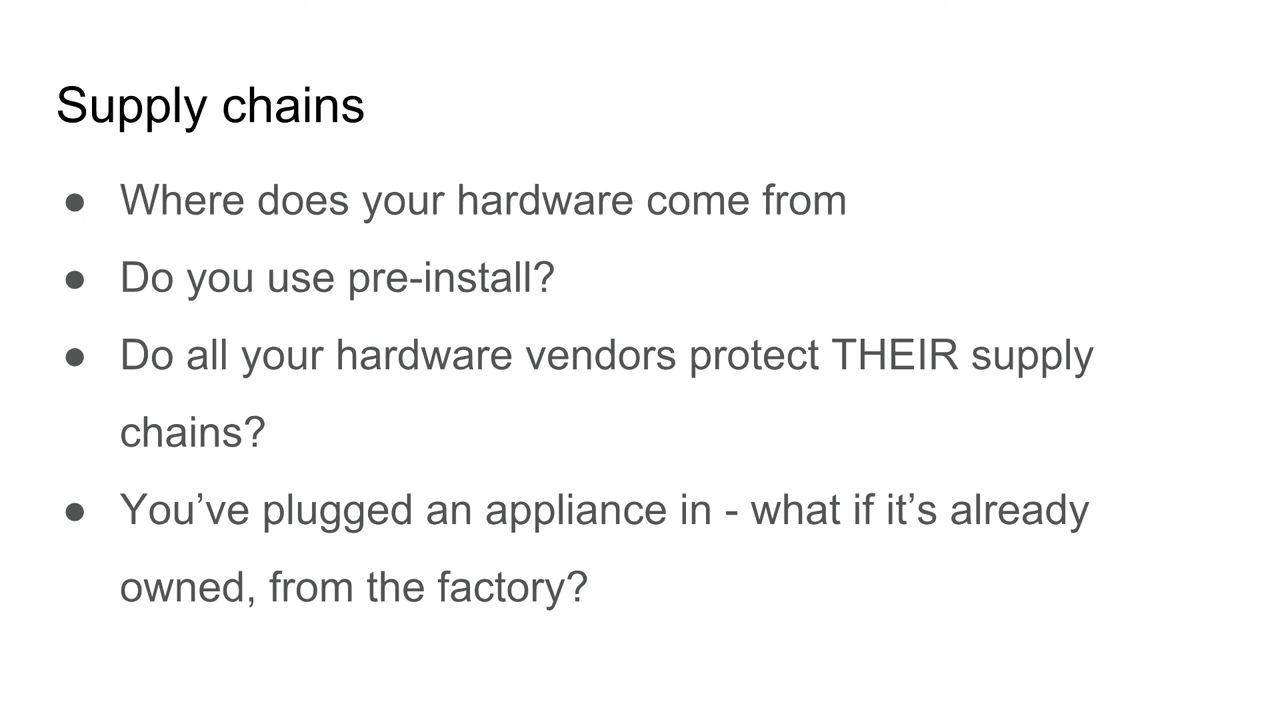 Supply chains
● Where does your hardware come from
● Do you use pre-install?
● Do all your hardware vendors protect THEIR supply
chains?
● You’ve plugged an appliance in - what if it’s already
owned, from the factory?